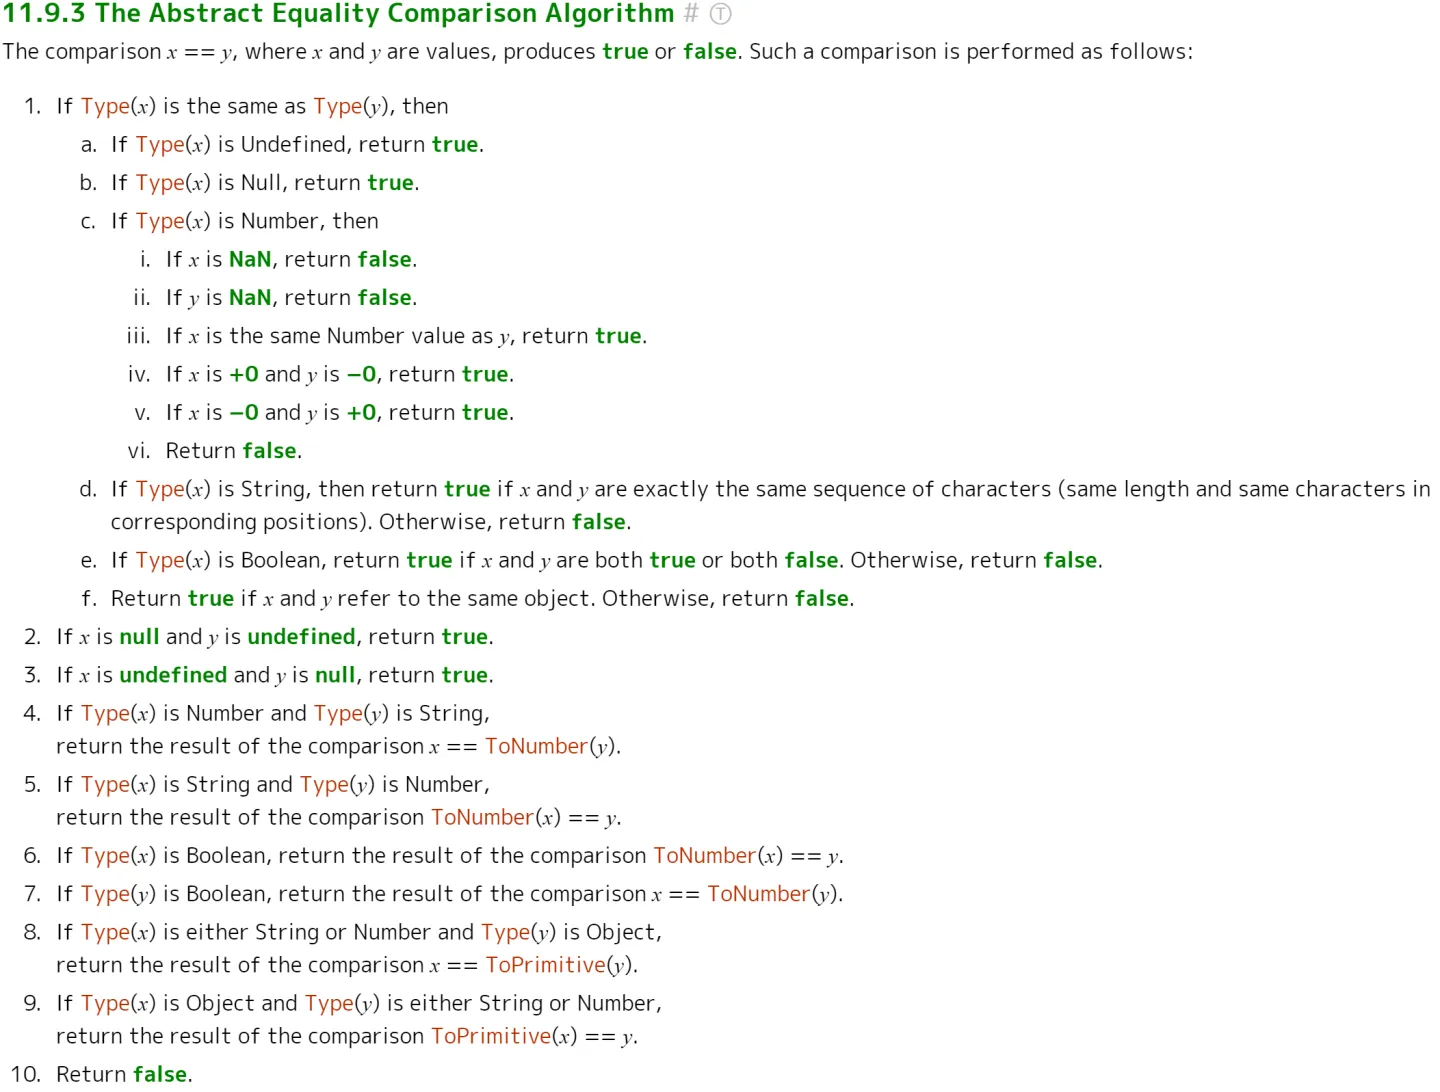 11.9.3 The Abstract Equality Comparison Algorithm # Ⓣ
The comparison x == y, where x and y are values, produces true or false. Such a comparison is performed as follows:
1. If Type(x) is the same as Type(y), then
a. If Type(x) is Undefined, return true.
b. If Type(x) is Null, return true.
c. If Type(x) is Number, then
i. If x is NaN, return false.
ii. If y is NaN, return false.
iii. If x is the same Number value as y, return true.
iv. If x is +0 and y is −0, return true.
v. If x is −0 and y is +0, return true.
vi. Return false.
d. If Type(x) is String, then return true if x and y are exactly the same sequence of characters (same length and same characters in
corresponding positions). Otherwise, return false.
e. If Type(x) is Boolean, return true if x and y are both true or both false. Otherwise, return false.
f. Return true if x and y refer to the same object. Otherwise, return false.
2. If x is null and y is undefined, return true.
3. If x is undefined and y is null, return true.
4. If Type(x) is Number and Type(y) is String,
return the result of the comparison x == ToNumber(y).
5. If Type(x) is String and Type(y) is Number,
return the result of the comparison ToNumber(x) == y.
6. If Type(x) is Boolean, return the result of the comparison ToNumber(x) == y.
7. If Type(y) is Boolean, return the result of the comparison x == ToNumber(y).
8. If Type(x) is either String or Number and Type(y) is Object,
return the result of the comparison x == ToPrimitive(y).
9. If Type(x) is Object and Type(y) is either String or Number,
return the result of the comparison ToPrimitive(x) == y.
10. Return false.